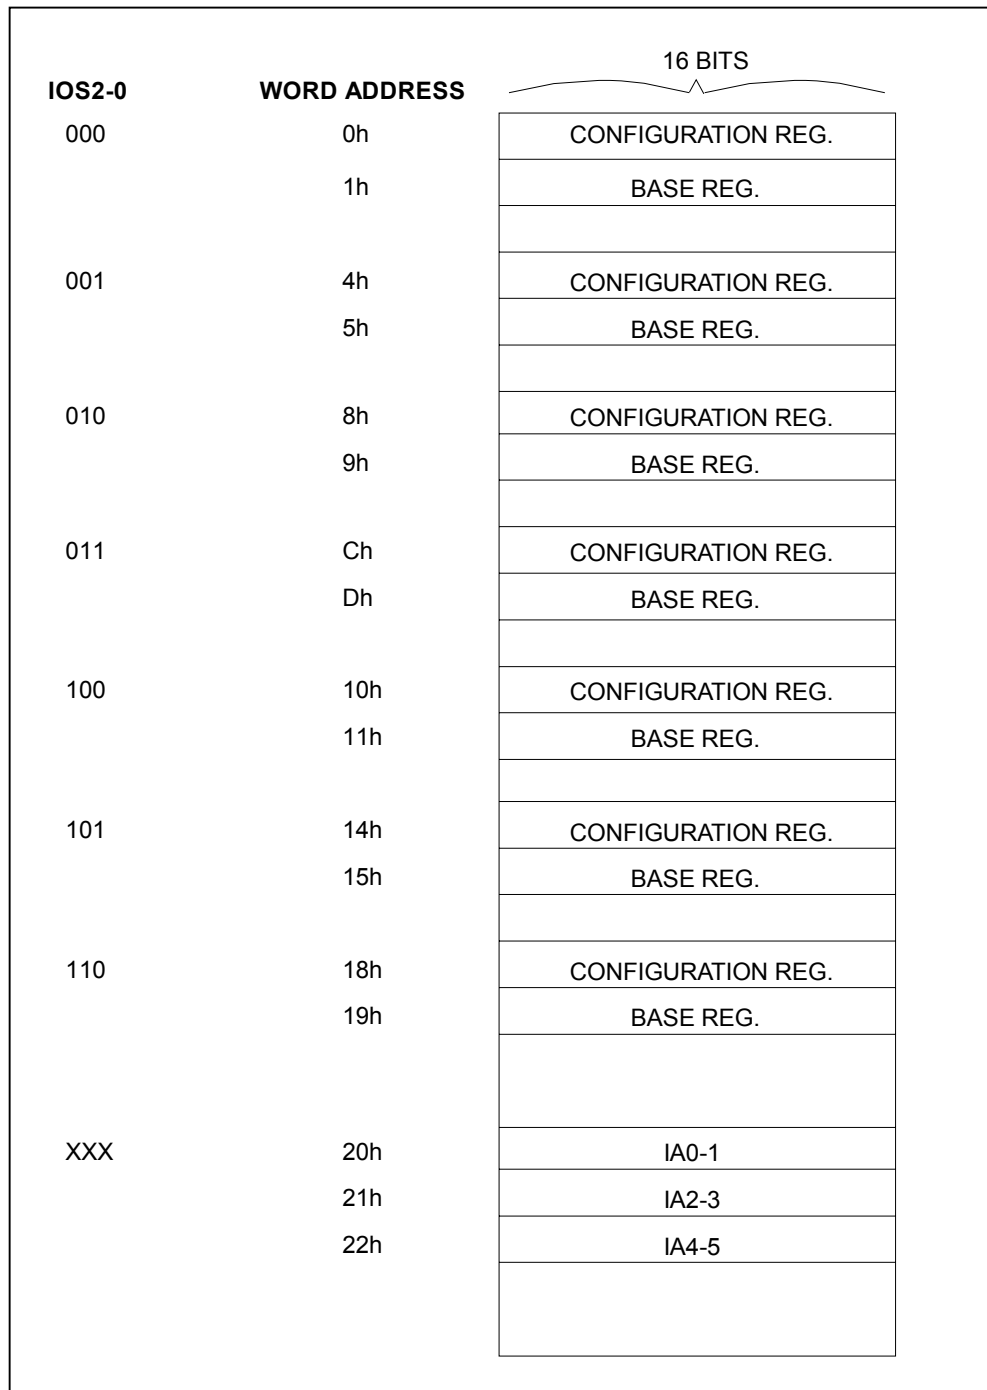 16 BITS
IOS2-0 WORD ADDRESS
000 0h CONFIGURATION REG.
1h BASE REG.
001 4h CONFIGURATION REG.
5h BASE REG.
010 8h CONFIGURATION REG.
9h BASE REG.
011 Ch CONFIGURATION REG.
Dh BASE REG.
100 10h CONFIGURATION REG.
11h BASE REG.
101 14h CONFIGURATION REG.
15h BASE REG.
110 18h CONFIGURATION REG.
19h BASE REG.
XXX 20h IA0-1
21h IA2-3
22h IA4-5